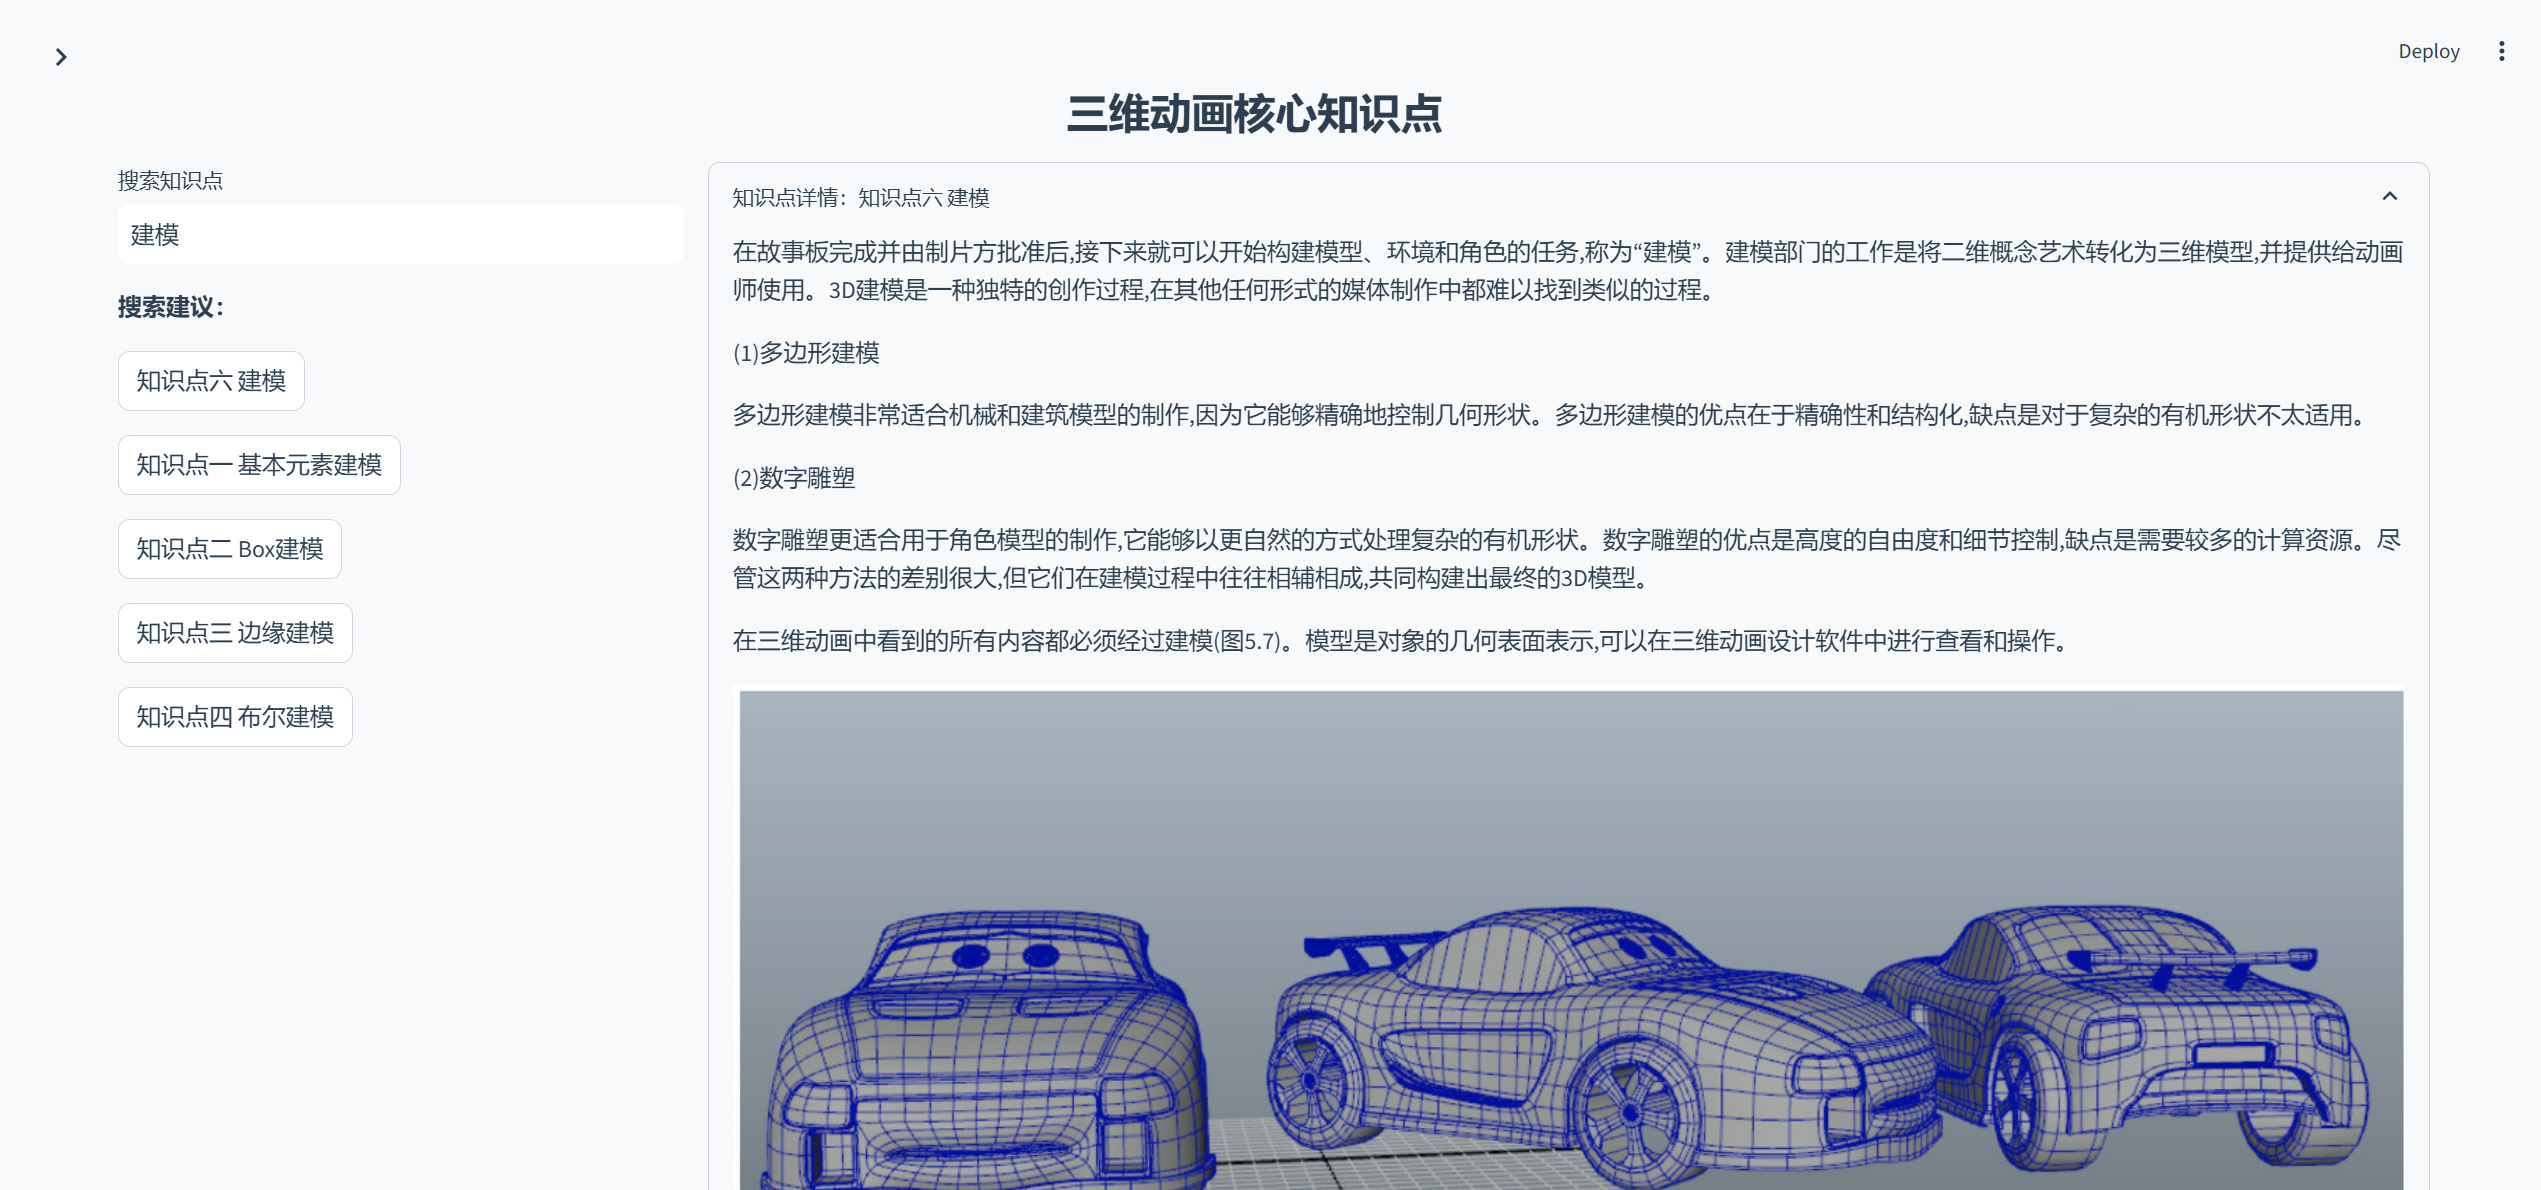 Deploy
三维动画核心知识点
搜索知识点
建模
搜索建议：
知识点六 建模
知识点一 基本元素建模
知识点二 Box建模
知识点三 边缘建模
知识点四 布尔建模
知识点详情：知识点六 建模
在故事板完成并由制片方批准后,接下来就可以开始构建模型、环境和角色的任务,称为“建模”。建模部门的工作是将二维概念艺术转化为三维模型,并提供给动画
师使用。3D建模是一种独特的创作过程,在其他任何形式的媒体制作中都难以找到类似的过程。
(1)多边形建模
多边形建模非常适合机械和建筑模型的制作,因为它能够精确地控制几何形状。多边形建模的优点在于精确性和结构化,缺点是对于复杂的有机形状不太适用。
(2)数字雕塑
数字雕塑更适合用于角色模型的制作,它能够以更自然的方式处理复杂的有机形状。数字雕塑的优点是高度的自由度和细节控制,缺点是需要较多的计算资源。尽
管这两种方法的差别很大,但它们在建模过程中往往相辅相成,共同构建出最终的3D模型。
在三维动画中看到的所有内容都必须经过建模(图5.7)。模型是对象的几何表面表示,可以在三维动画设计软件中进行查看和操作。